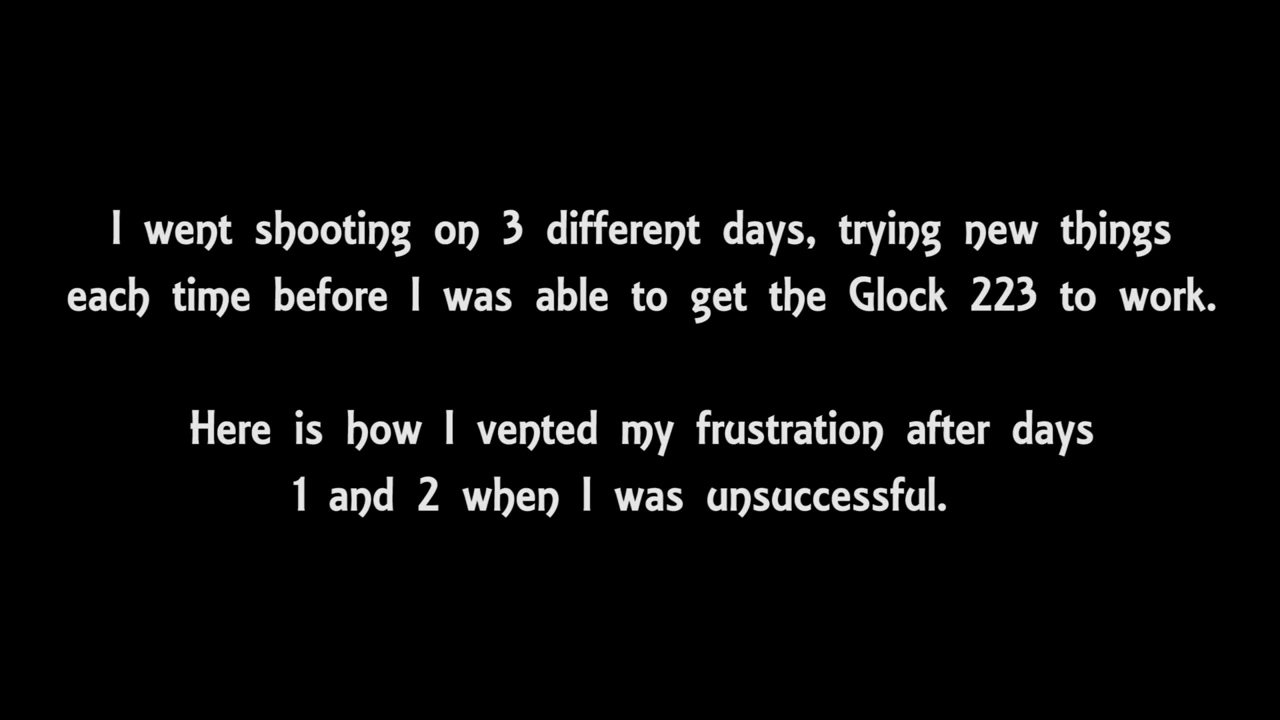 I went shooting on 3 different days, trying new things
each time before I was able to get the Glock 223 to work.
Here is how I vented my frustration after days
1 and 2 when I was unsuccessful.